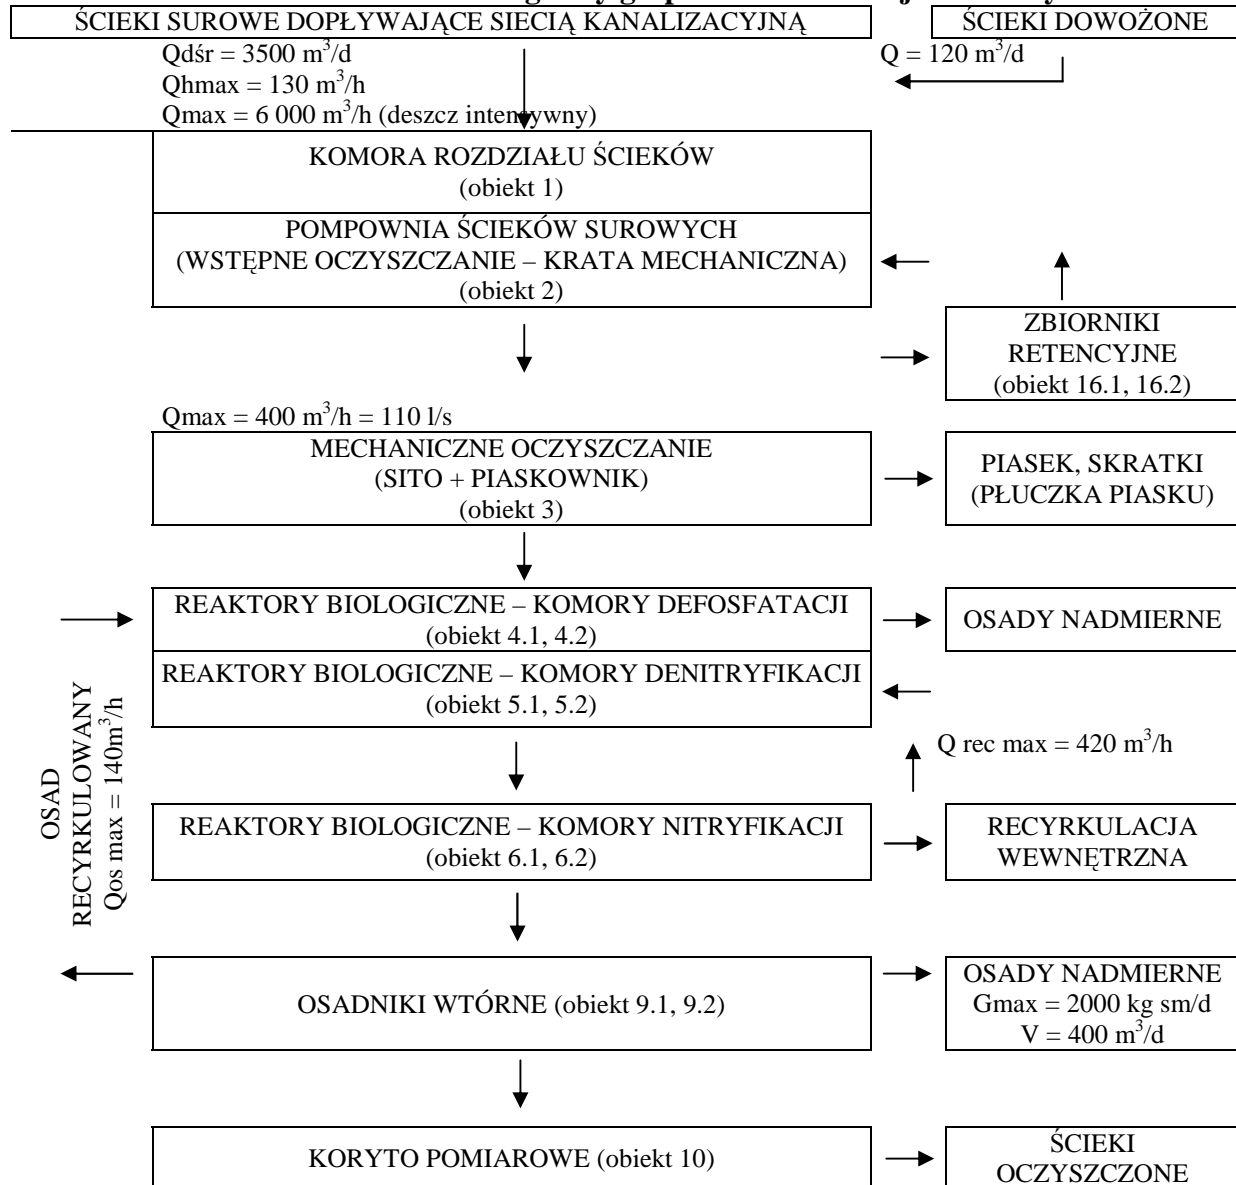 ŚCIEKI SUROWE DOPŁYWAJĄCE SIECIĄ KANALIZACYJNĄ
ŚCIEKI DOWOŻONE
Qdśr = 3500 m³/d
Q = 120 m³/d
Qhmax = 130 m³/h
Qmax = 6 000 m³/h (deszcz intensywny)
KOMORA ROZDZIAŁU ŚCIEKÓW
(obiekt 1)
POMPOWNIA ŚCIEKÓW SUROWYCH
(WSTĘPNE OCZYSZCZANIE – KRATA MECHANICZNA)
(obiekt 2)
ZBIORNIKI
RETENCYJNE
(obiekt 16.1, 16.2)
Qmax = 400 m³/h = 110 l/s
MECHANICZNE OCZYSZCZANIE
(SITO + PIASKOWNIK)
(obiekt 3)
PIASEK, SKRATKI
(PŁUCZKA PIASKU)
REAKTORY BIOLOGICZNE – KOMORY DEFOSFATACJI
(obiekt 4.1, 4.2)
OSADY NADMIERNE
REAKTORY BIOLOGICZNE – KOMORY DENITRYFIKACJI
(obiekt 5.1, 5.2)
OSAD
RECYRKULOWANY
Qos max = 140m³/h
Q rec max = 420 m³/h
REAKTORY BIOLOGICZNE – KOMORY NITRYFIKACJI
(obiekt 6.1, 6.2)
RECYRKULACJA
WEWNĘTRZNA
OSADNIKI WTÓRNE (obiekt 9.1, 9.2)
OSADY NADMIERNE
Gmax = 2000 kg sm/d
V = 400 m³/d
KORYTO POMIAROWE (obiekt 10)
ŚCIEKI
OCZYSZCZONE